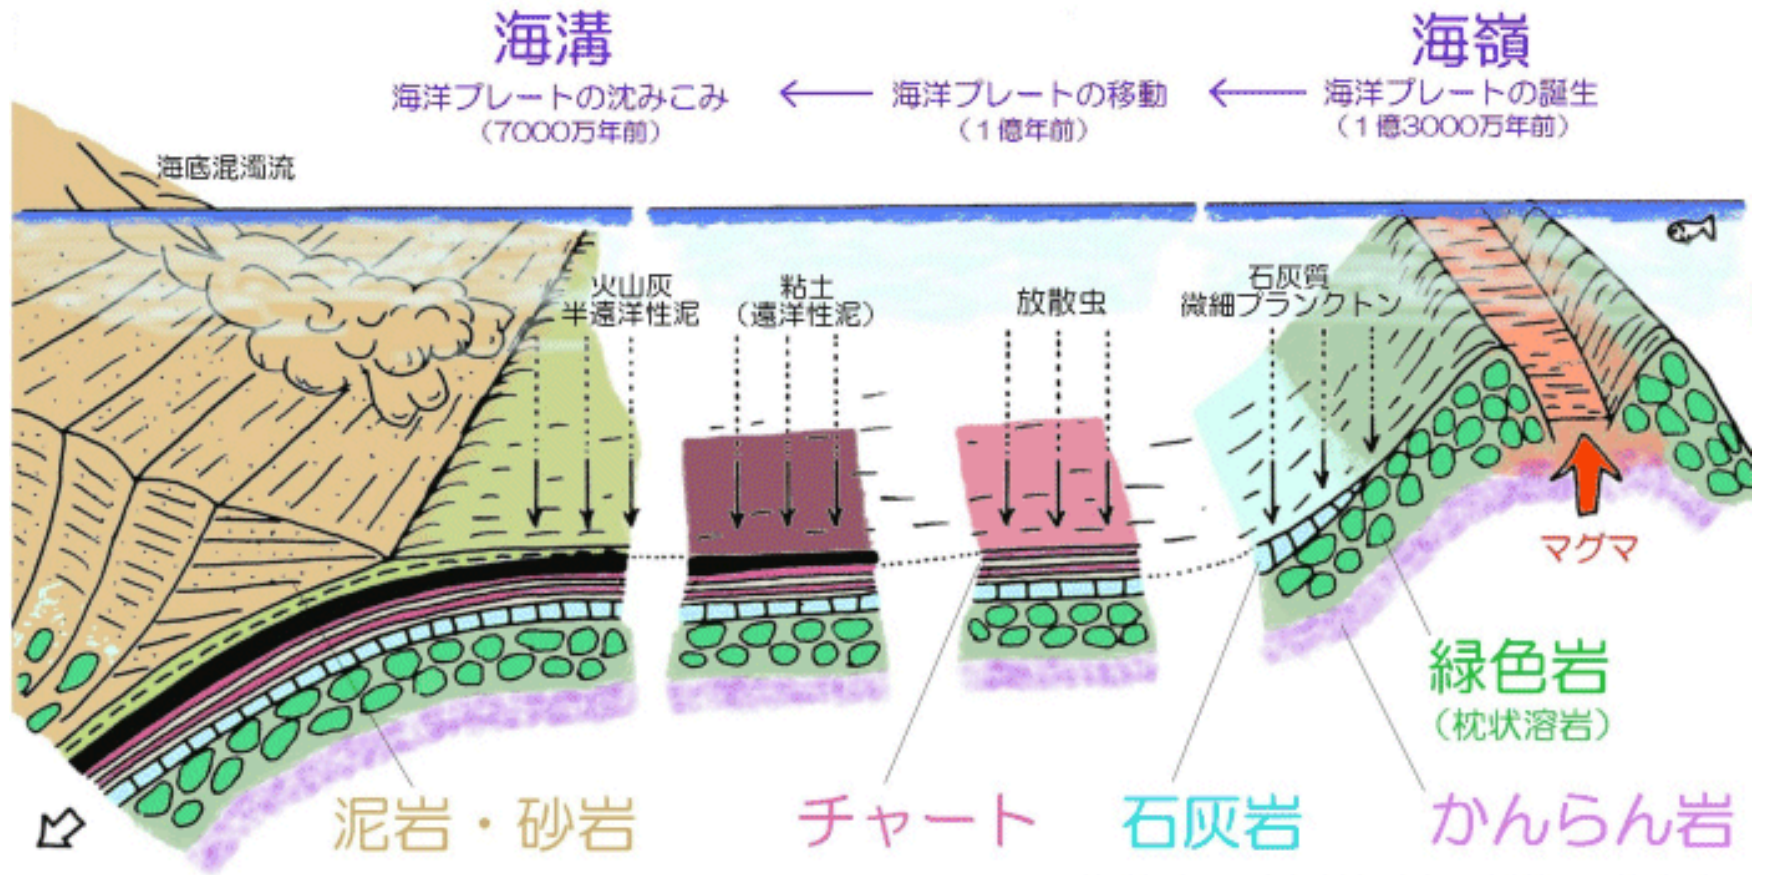 海溝
海嶺
海洋プレートの沈みこみ
海洋プレートの移動
海洋プレートの誕生
（7000万年前）
（１億年前）
（１億3000万年前）
海底混濁流
火山灰
半遠洋性泥
粘土
（遠洋性泥）
放散虫
石灰質
微細プランクトン
マグマ
緑色岩
（枕状溶岩）
泥岩・砂岩
チャート
石灰岩
かんらん岩